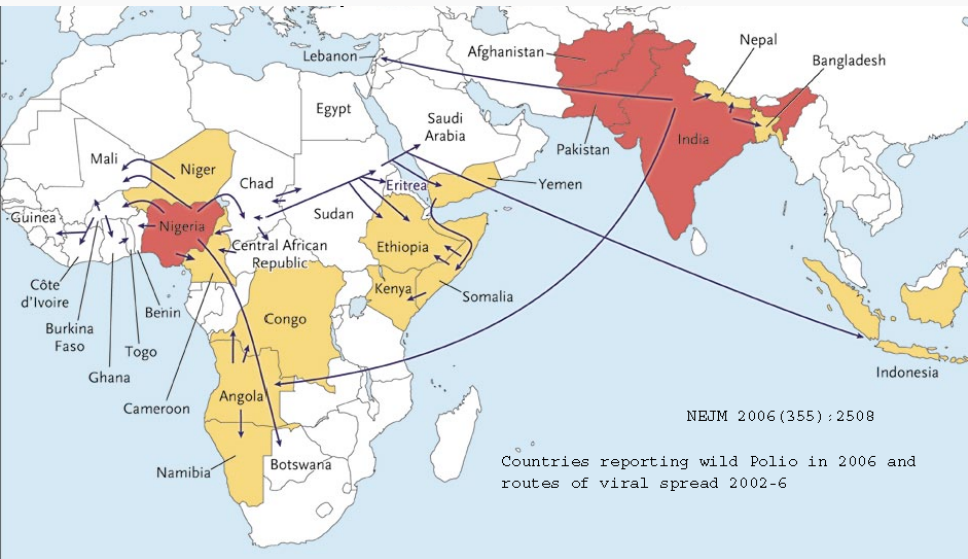 Lebanon
Afghanistan
Nepal
Bangladesh
Egypt
Saudi
Arabia
Pakistan
India
Mali
Niger
Chad
Eritrea
Yemen
Guinea
Nigeria
Sudan
Central African
Republic
Ethiopia
Côte
d'Ivoire
Burkina
Faso
Benin
Togo
Ghana
Cameroon
Congo
Kenya
Somalia
Indonesia
Angola
Namibia
Botswana
NEJM 2006(355):2508
Countries reporting wild Polio in 2006 and
routes of viral spread 2002-6